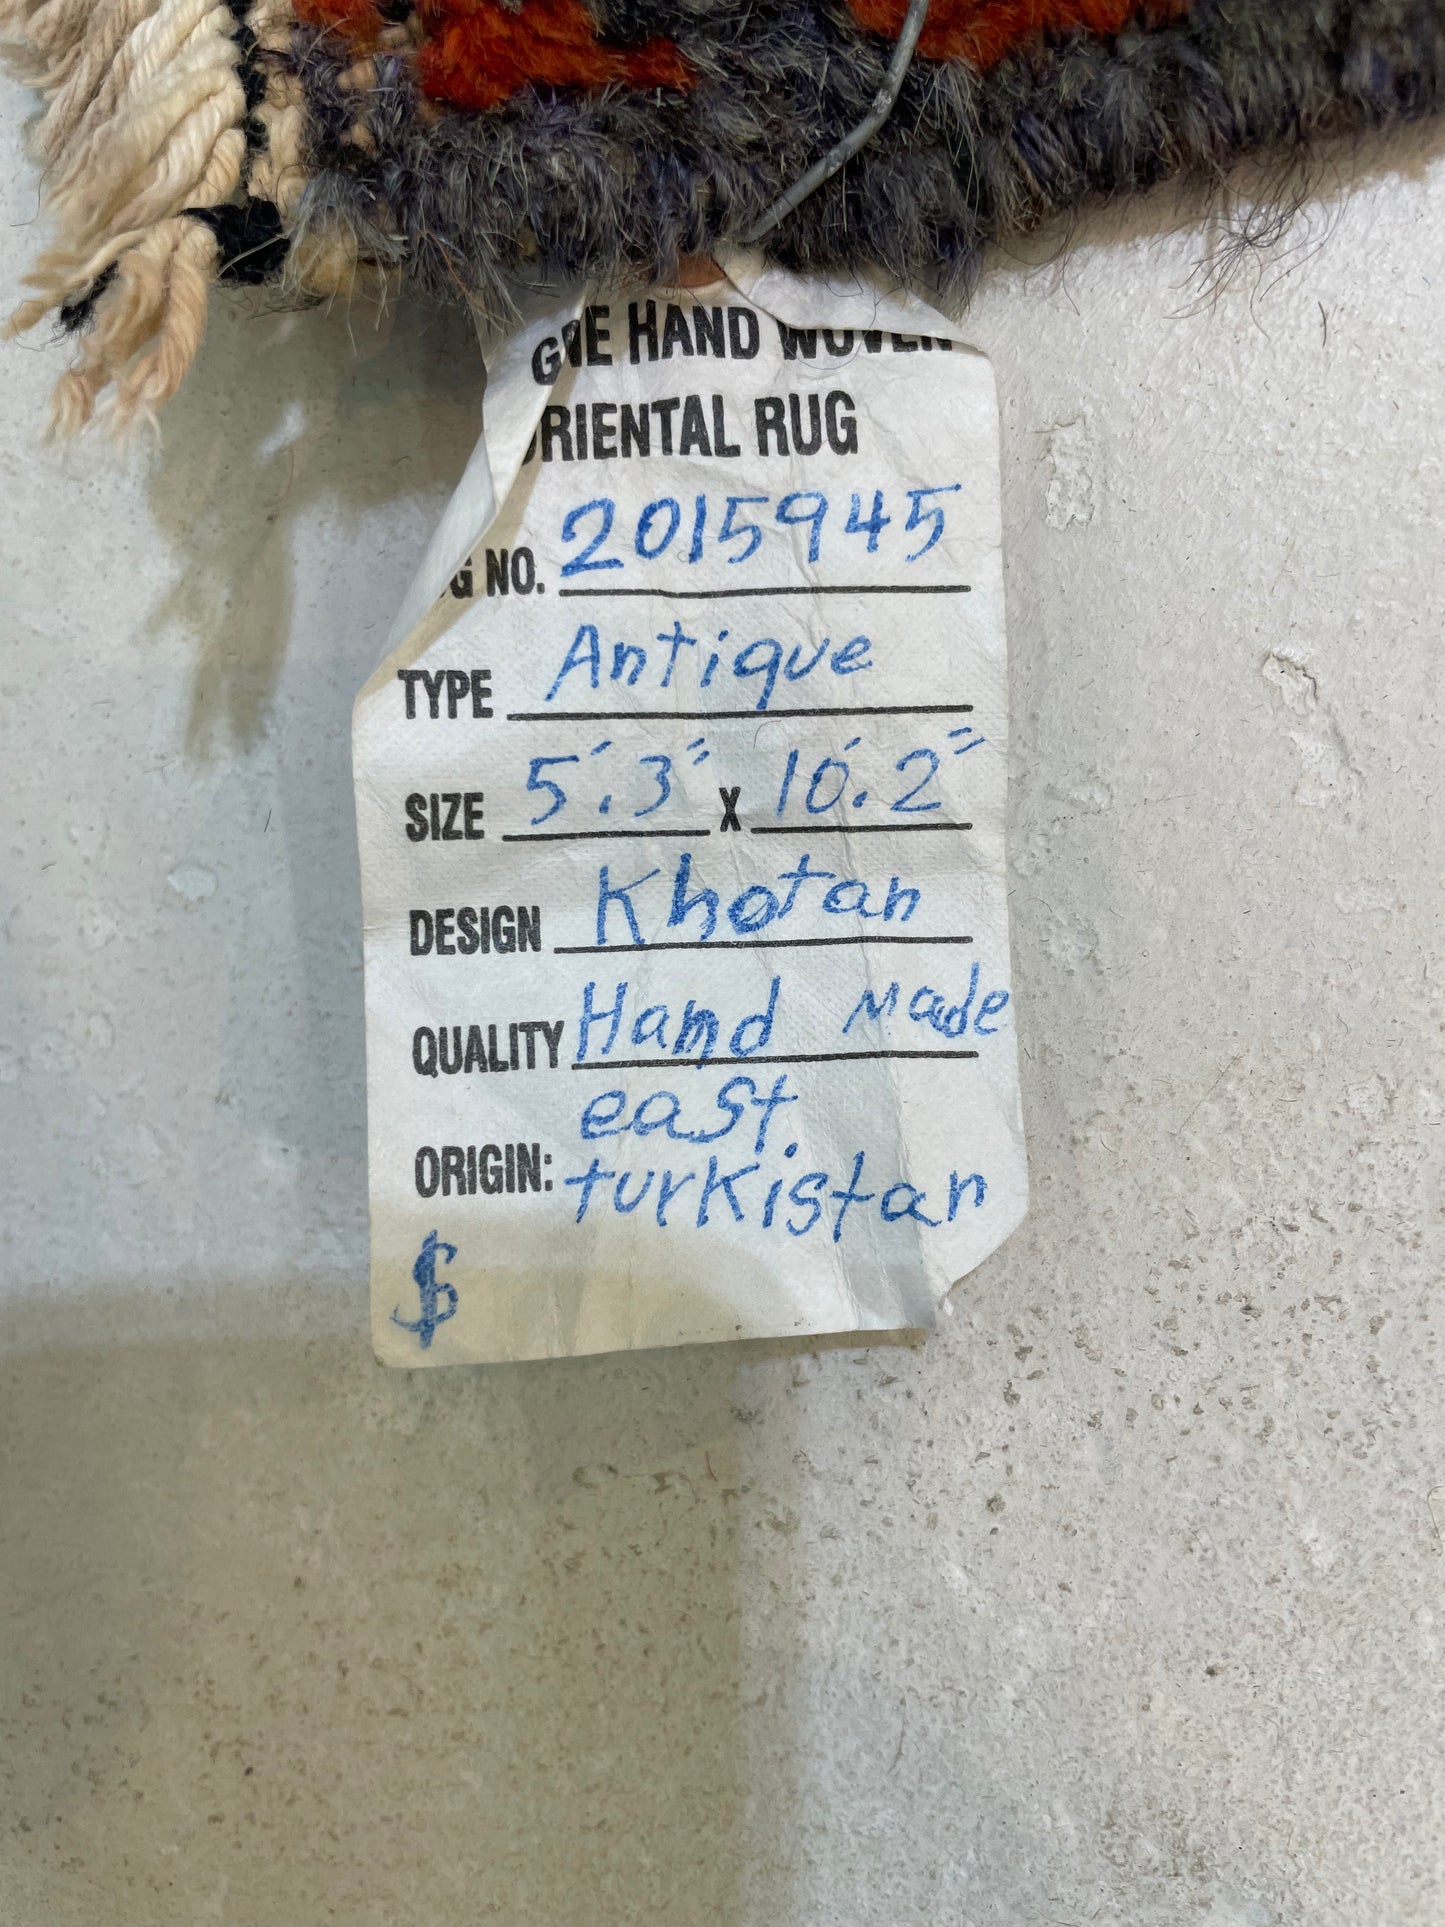 HAND WOVEN
ORIENTAL RUG
NO. 2015945
TYPE Antique
SIZE 5'.3" X 10'.2"
DESIGN Khotan
QUALITY Hand Made
east.
ORIGIN: turkistan
$